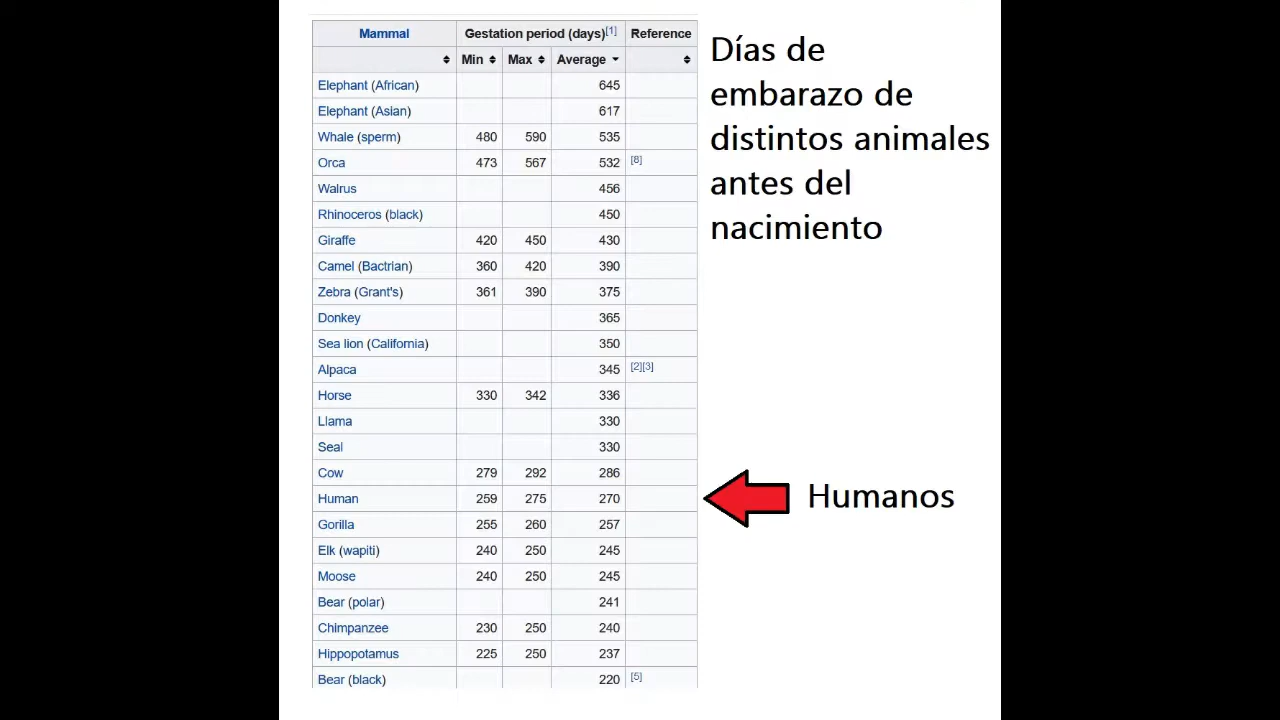 Mammal Gestation period (days)[1] Reference
Min Max Average
Elephant (African) 645
Elephant (Asian) 617
Whale (sperm) 480 590 535
Orca 473 567 532 [8]
Walrus 456
Rhinoceros (black) 450
Giraffe 420 450 430
Camel (Bactrian) 360 420 390
Zebra (Grant's) 361 390 375
Donkey 365
Sea lion (California) 350
Alpaca 345 [2][3]
Horse 330 342 336
Llama 330
Seal 330
Cow 279 292 286
Human 259 275 270
Gorilla 255 260 257
Elk (wapiti) 240 250 245
Moose 240 250 245
Bear (polar) 241
Chimpanzee 230 250 240
Hippopotamus 225 250 237
Bear (black) 220 [5]
Días de
embarazo de
distintos animales
antes del
nacimiento
Humanos